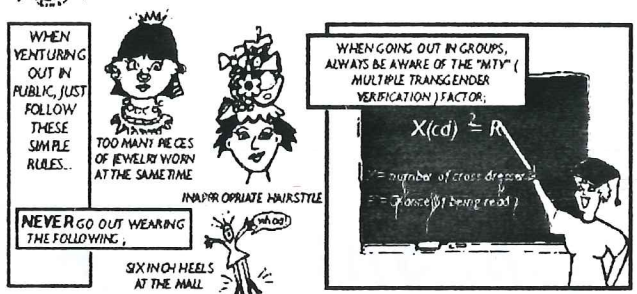 WHEN
VENTURING
OUT IN
PUBLIC, JUST
FOLLOW
THESE
SIMPLE
RULES...
TOO MANY PIECES
OF JEWELRY WORN
AT THE SAME TIME
INAPPROPRIATE HAIRSTYLE
NEVER GO OUT WEARING
THE FOLLOWING,
whoa!
SIX INCH HEELS
AT THE MALL
WHEN GOING OUT IN GROUPS,
ALWAYS BE AWARE OF THE "MTV" (
MULTIPLE TRANSGENDER
VERIFICATION ) FACTOR;
X(cd) ² = R
X = number of cross dressers
R = Chance of being read )